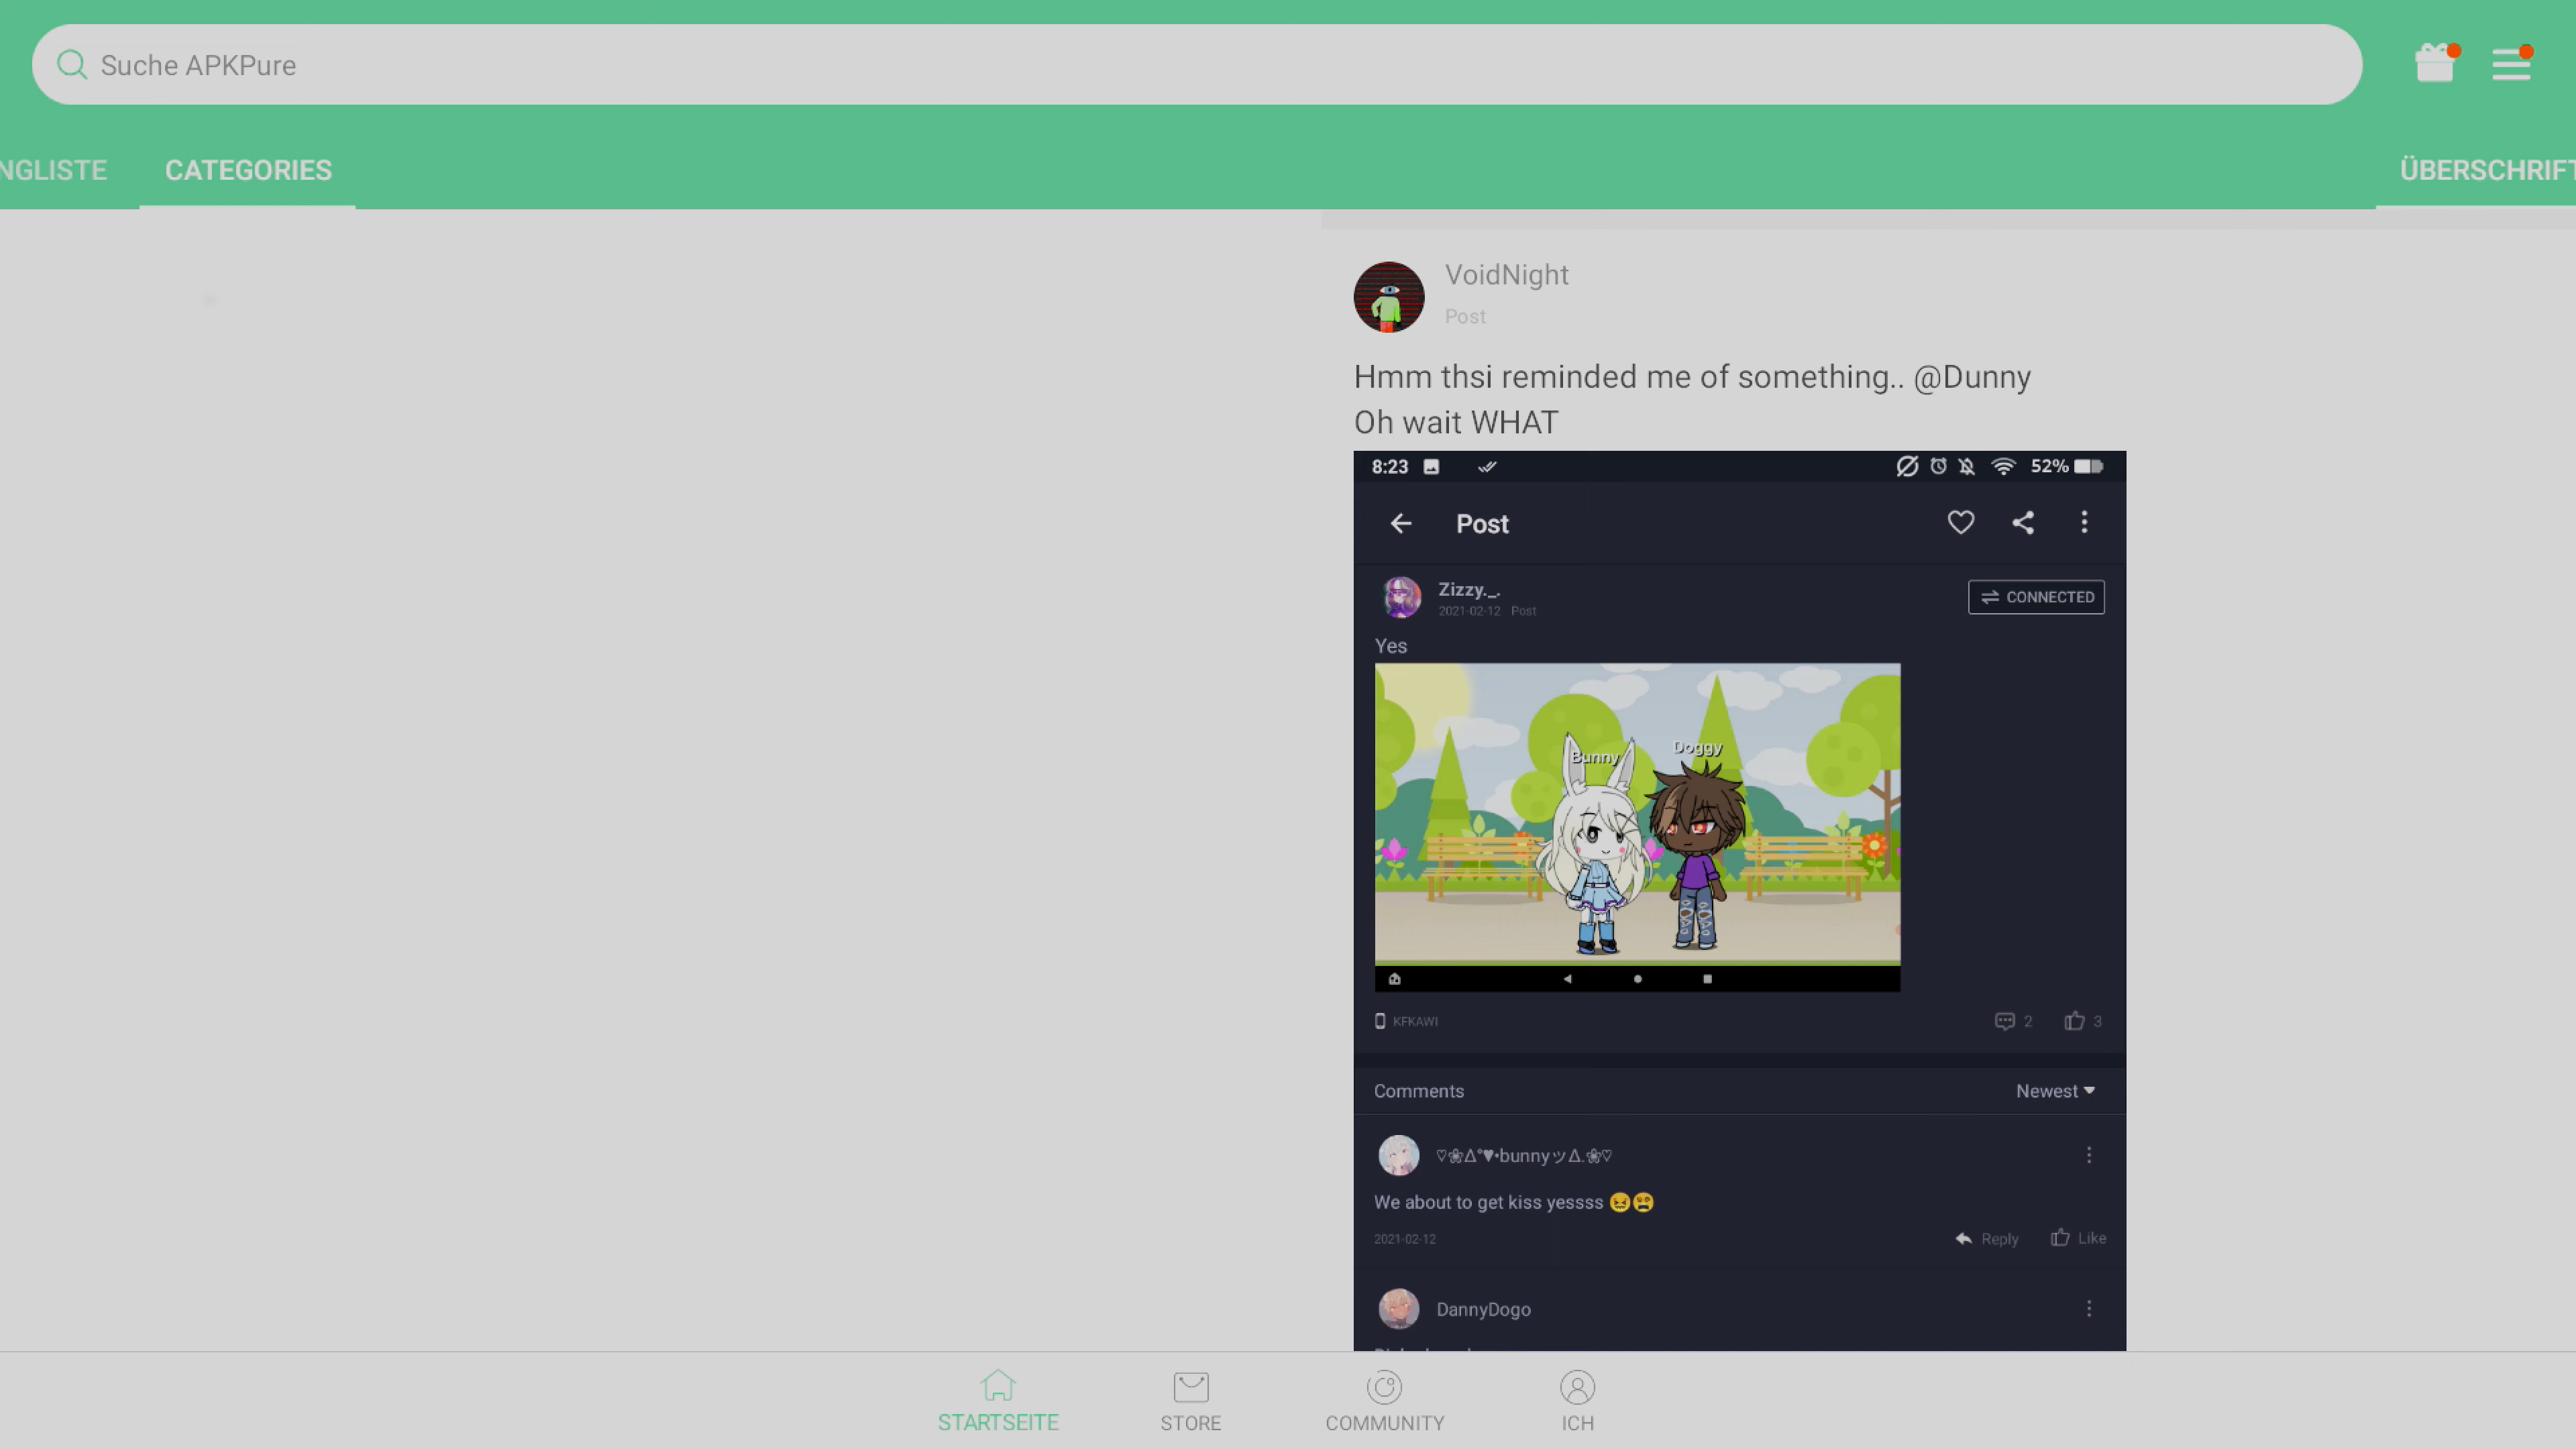 Suche APKPure
NGLISTE
CATEGORIES
ÜBERSCHRIFT
VoidNight
Post
Hmm thsi reminded me of something.. @Dunny
Oh wait WHAT
8:23
52%
Post
Zizzy._.
2021-02-12 Post
CONNECTED
Yes
Bunny
Doggy
KFKAWI
2
3
Comments
Newest
♡❀Δ°♥•bunnyッΔ.❀♡
We about to get kiss yessss 😖😩
2021-02-12
Reply
Like
DannyDogo
STARTSEITE
STORE
COMMUNITY
ICH